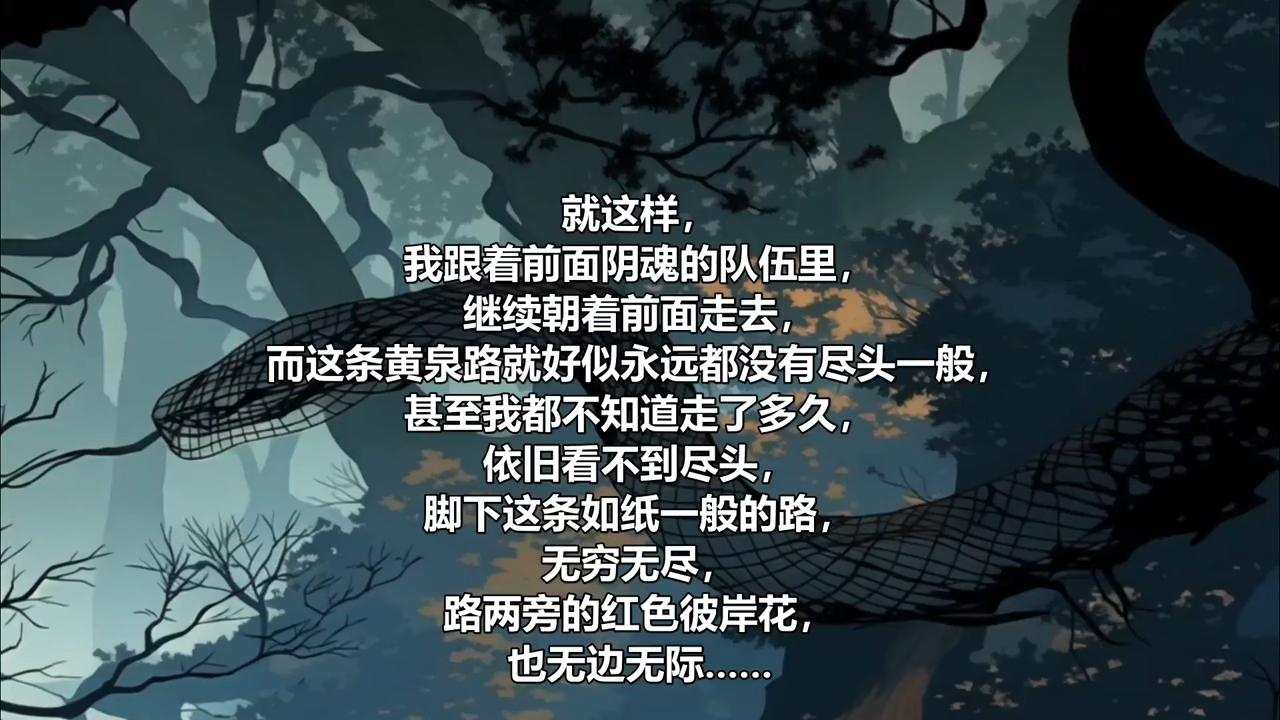 就这样，
我跟着前面阴魂的队伍里，
继续朝着前面走去，
而这条黄泉路就好似永远都没有尽头一般，
甚至我都不知道走了多久，
依旧看不到尽头，
脚下这条如纸一般的路，
无穷无尽，
路两旁的红色彼岸花，
也无边无际......